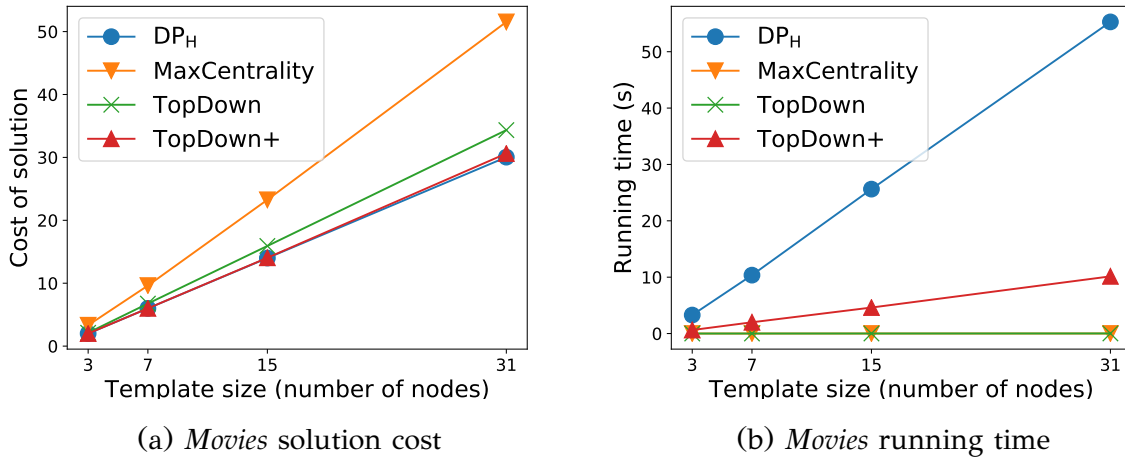 50
40
30
20
10
0
Cost of solution
DP_H
MaxCentrality
TopDown
TopDown+
3
7
15
31
Template size (number of nodes)
(a) Movies solution cost
50
40
30
20
10
0
Running time (s)
DP_H
MaxCentrality
TopDown
TopDown+
3
7
15
31
Template size (number of nodes)
(b) Movies running time